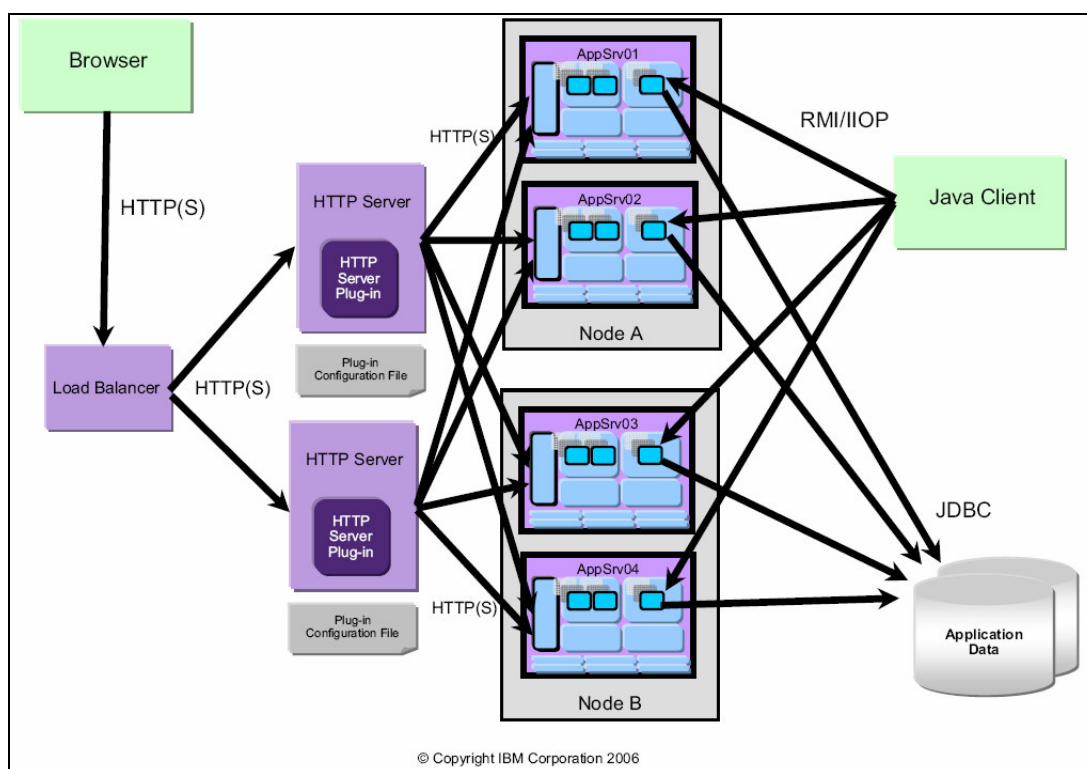 Browser
HTTP(S)
Load Balancer
HTTP(S)
HTTP Server
HTTP
Server
Plug-in
Plug-in
Configuration File
HTTP Server
HTTP
Server
Plug-in
Plug-in
Configuration File
HTTP(S)
HTTP(S)
AppSrv01
AppSrv02
Node A
AppSrv03
AppSrv04
Node B
RMI/IIOP
Java Client
JDBC
Application
Data
© Copyright IBM Corporation 2006